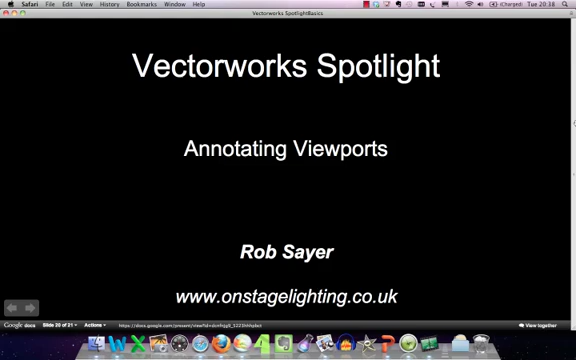 Safari File Edit View History Bookmarks Window Help
(Charged) Tue 20:38
Vectorworks SpotlightBasics
Vectorworks Spotlight
Annotating Viewports
Rob Sayer
www.onstagelighting.co.uk
Google docs Slide 20 of 21 Actions View together